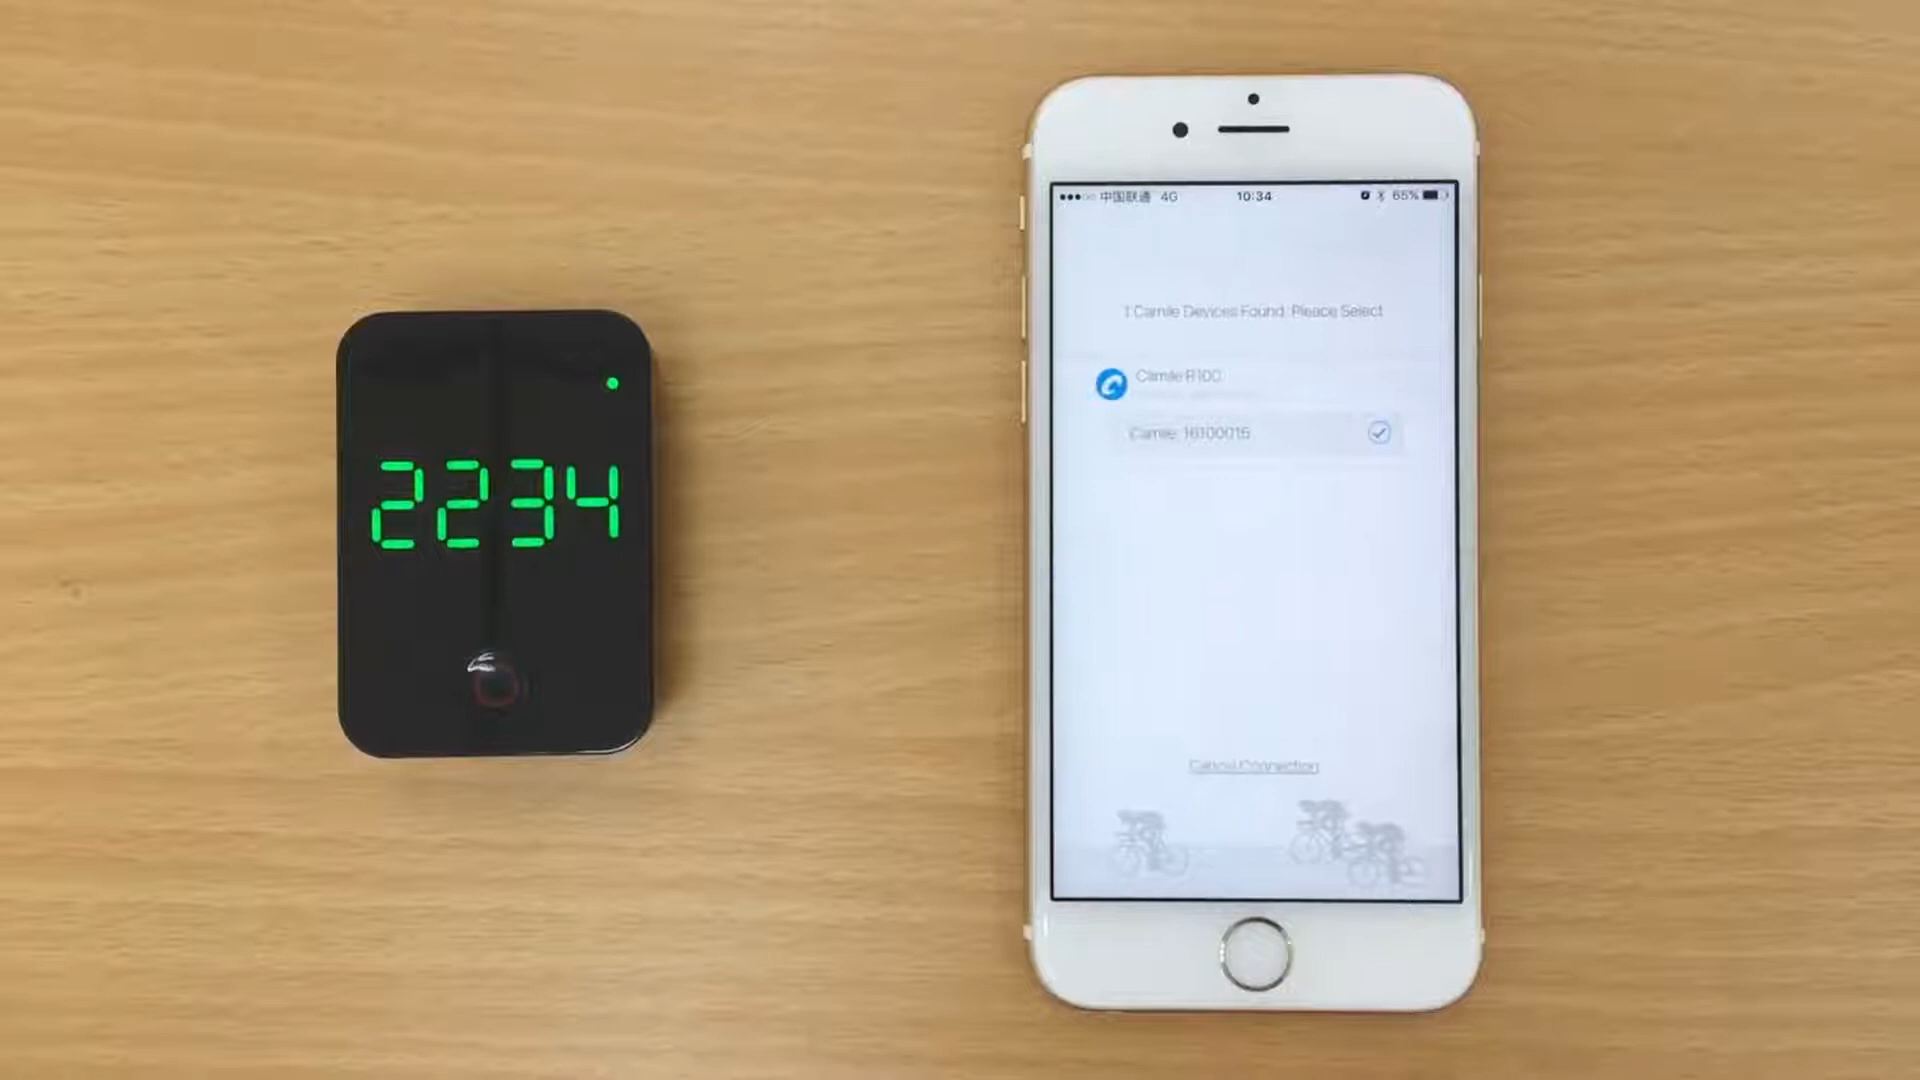 2234
中国联通 4G 10:34 65%
1 Camile Devices Found, Pleace Select
Camile R100
Camile: 16100015
Cancel Connection